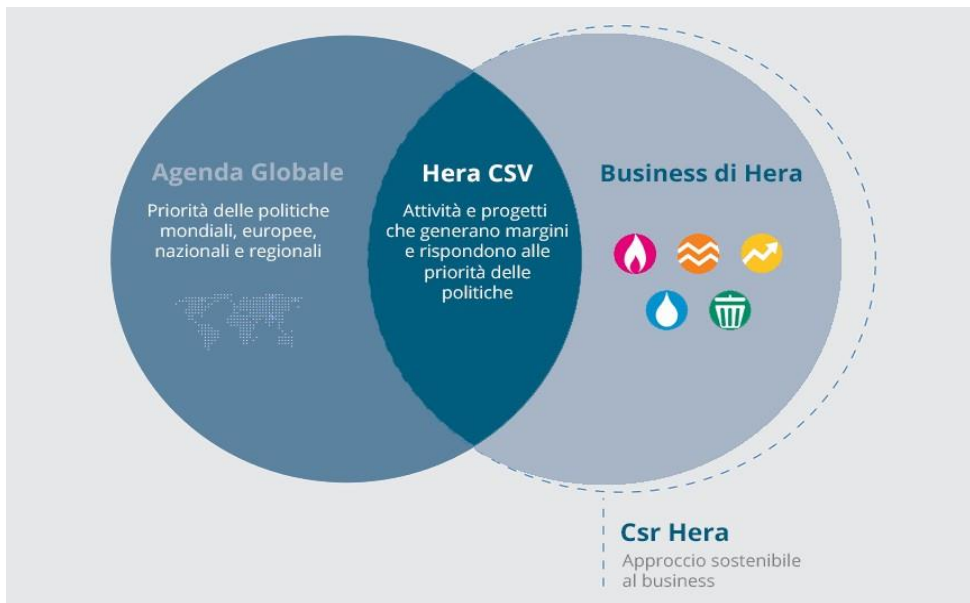 Agenda Globale
Priorità delle politiche
mondiali, europee,
nazionali e regionali
Hera CSV
Attività e progetti
che generano margini
e rispondono alle
priorità delle
politiche
Business di Hera
Csr Hera
Approccio sostenibile
al business